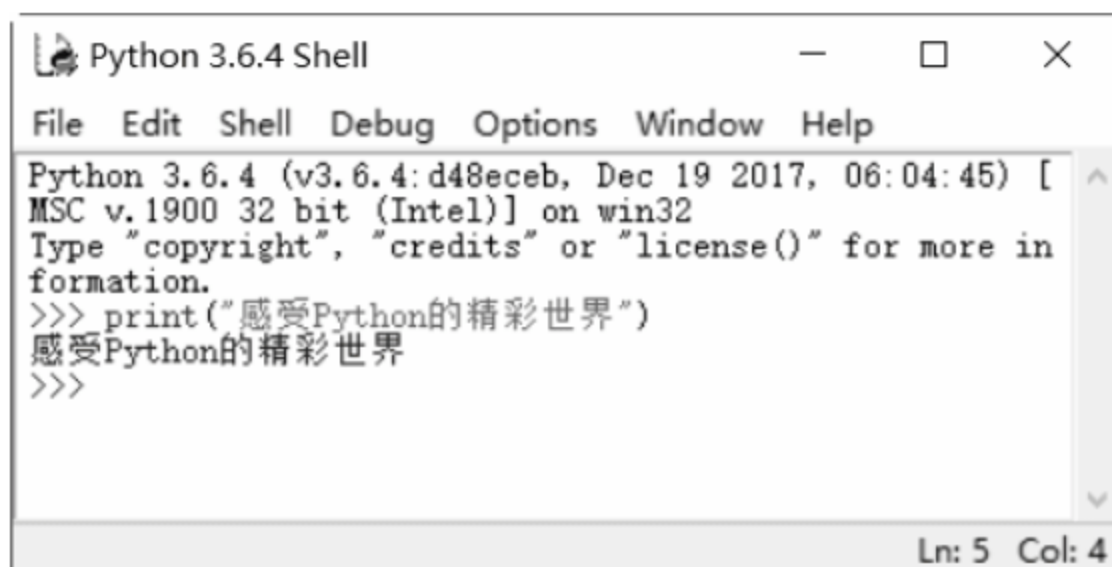 Python 3.6.4 Shell
File Edit Shell Debug Options Window Help
Python 3.6.4 (v3.6.4:d48eceb, Dec 19 2017, 06:04:45) [
MSC v.1900 32 bit (Intel)] on win32
Type "copyright", "credits" or "license()" for more in
formation.
>>> print("感受Python的精彩世界")
感受Python的精彩世界
>>>
Ln: 5 Col: 4